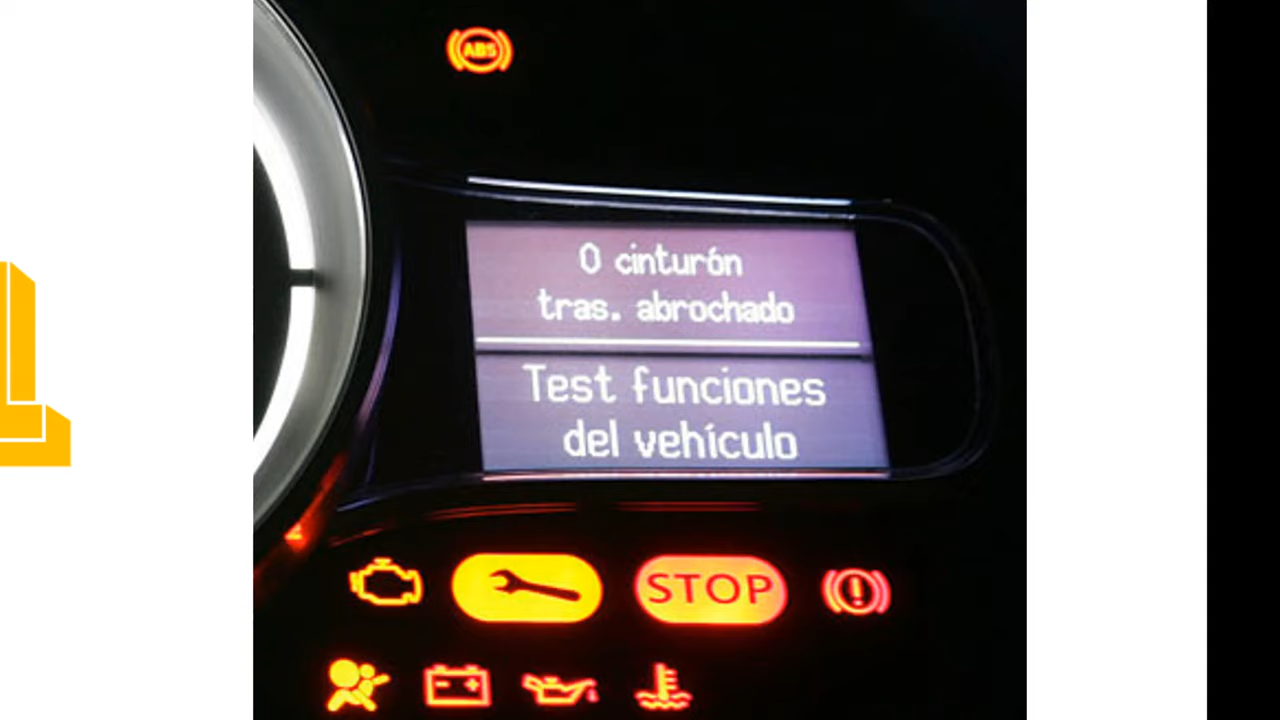 ABS
0 cinturón
tras. abrochado
Test funciones
del vehículo
STOP